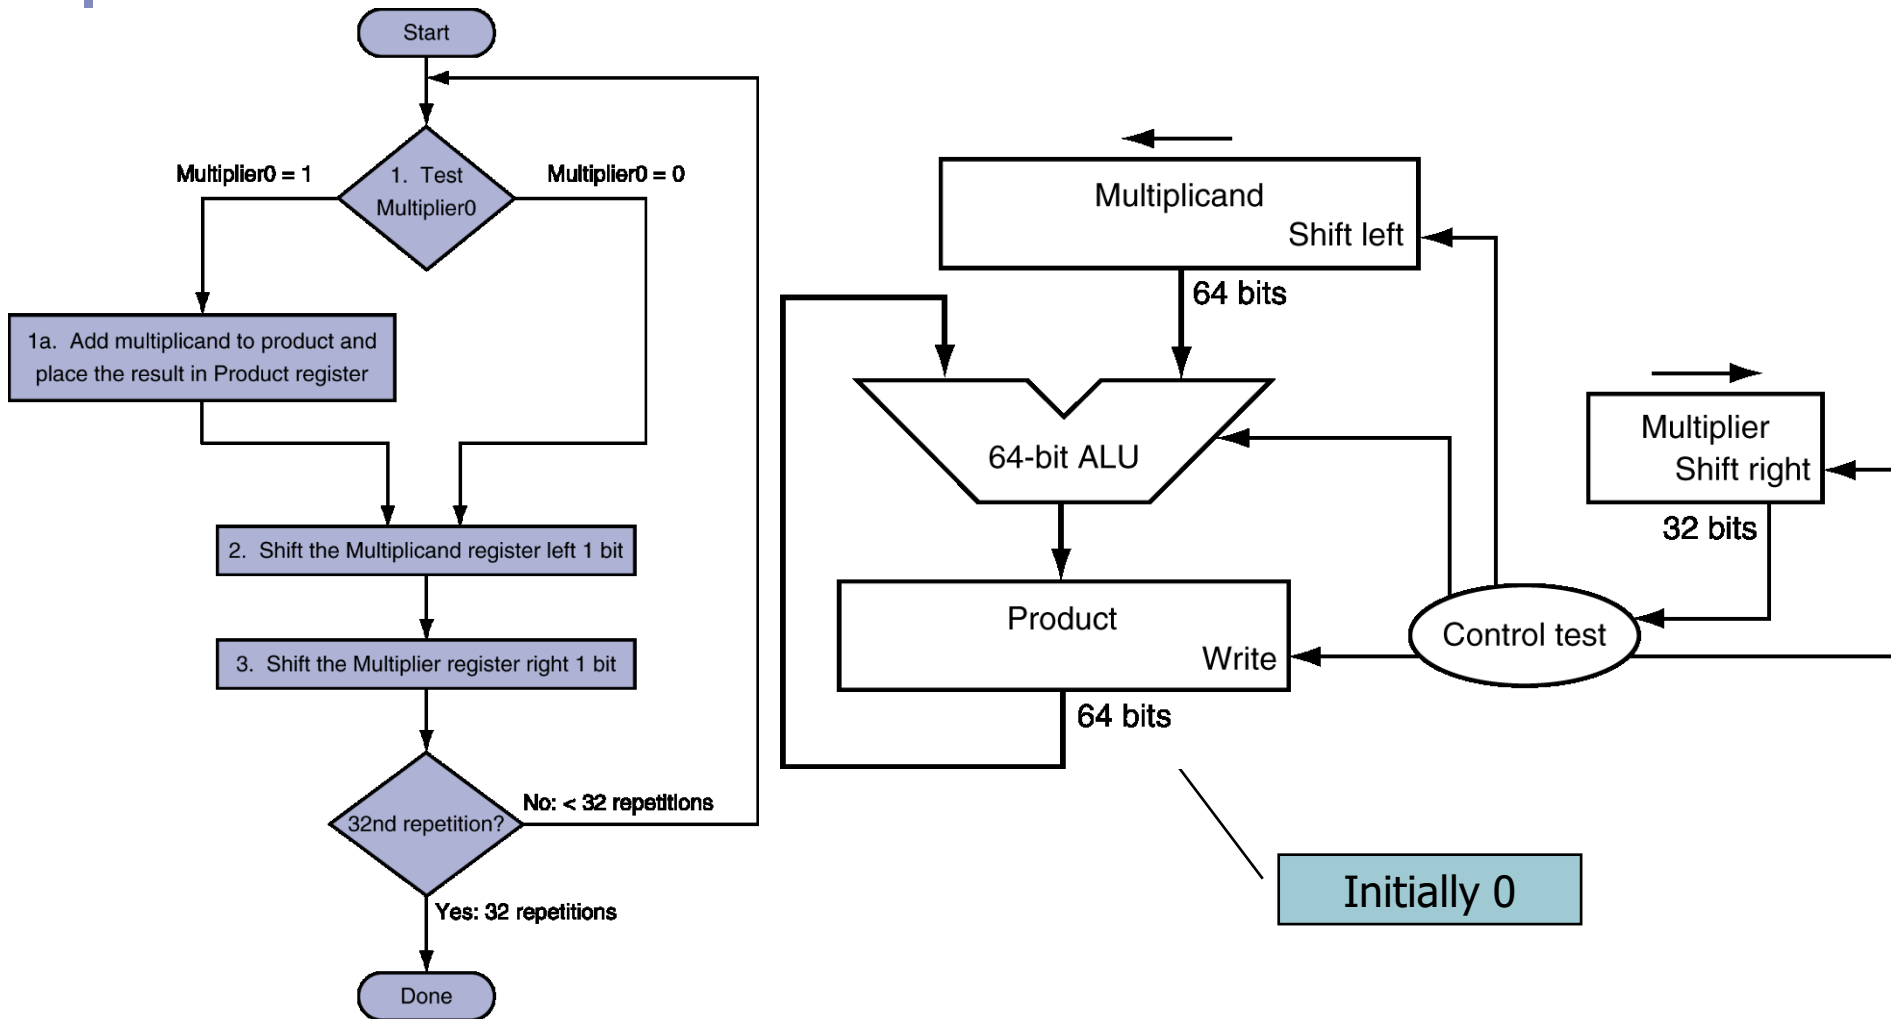 Start
Multiplier0 = 1
1. Test
Multiplier0
Multiplier0 = 0
1a. Add multiplicand to product and
place the result in Product register
2. Shift the Multiplicand register left 1 bit
3. Shift the Multiplier register right 1 bit
32nd repetition?
No: < 32 repetitions
Yes: 32 repetitions
Done
Multiplicand
Shift left
64 bits
64-bit ALU
Multiplier
Shift right
32 bits
Product
Write
64 bits
Control test
Initially 0